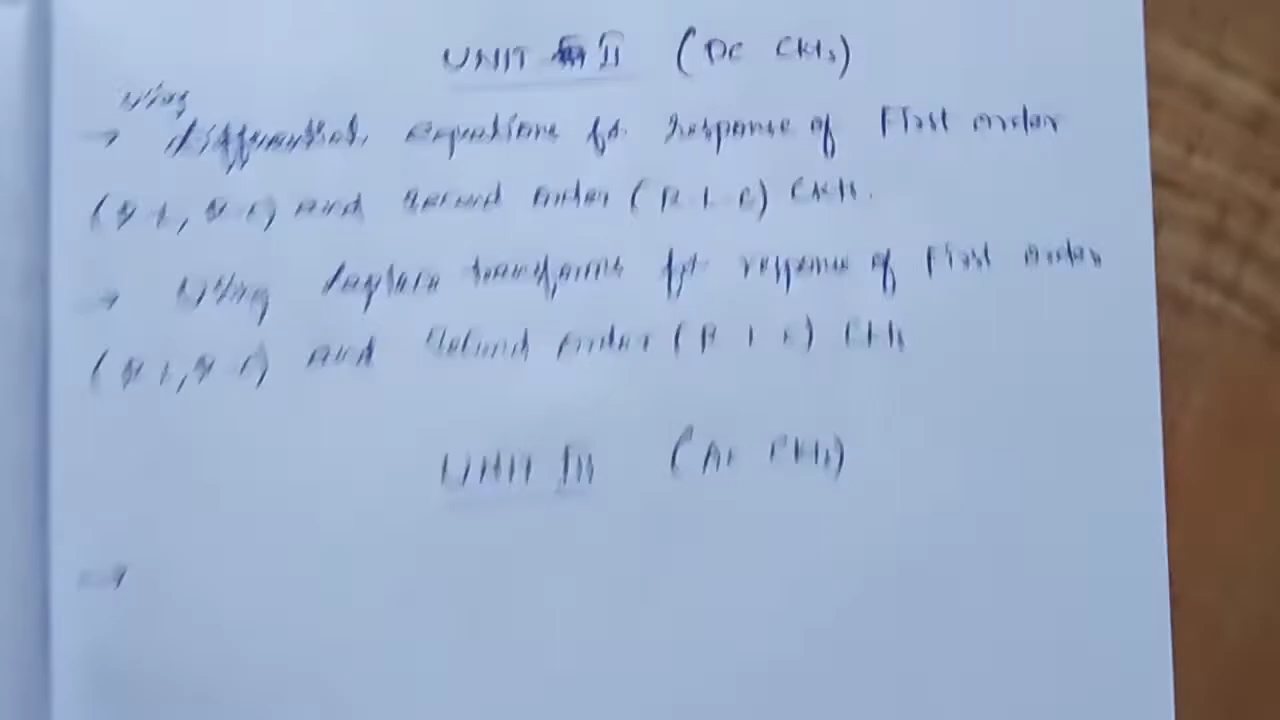 UNIT II (DC CKts)
Using
→ differential equations for response of First order
(R L, R C) and second order (R L C) CKts.
→ Using Laplace transforms for response of First order
(R L, R C) and Second order (R L C) CKts
UNIT III (AC CKts)
→